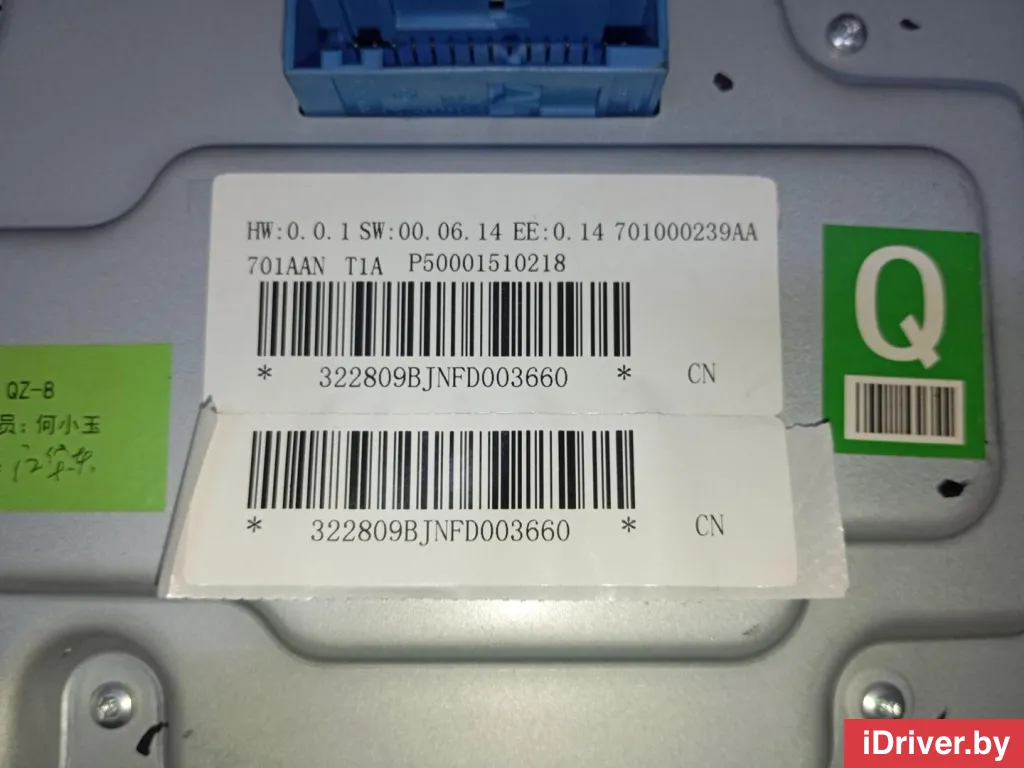 HW:0.0.1 SW:00.06.14 EE:0.14 701000239AA
701AAN T1A P50001510218
* 322809BJNFD003660 * CN
* 322809BJNFD003660 * CN
Q
QZ-8
员:何小玉
iDriver.by